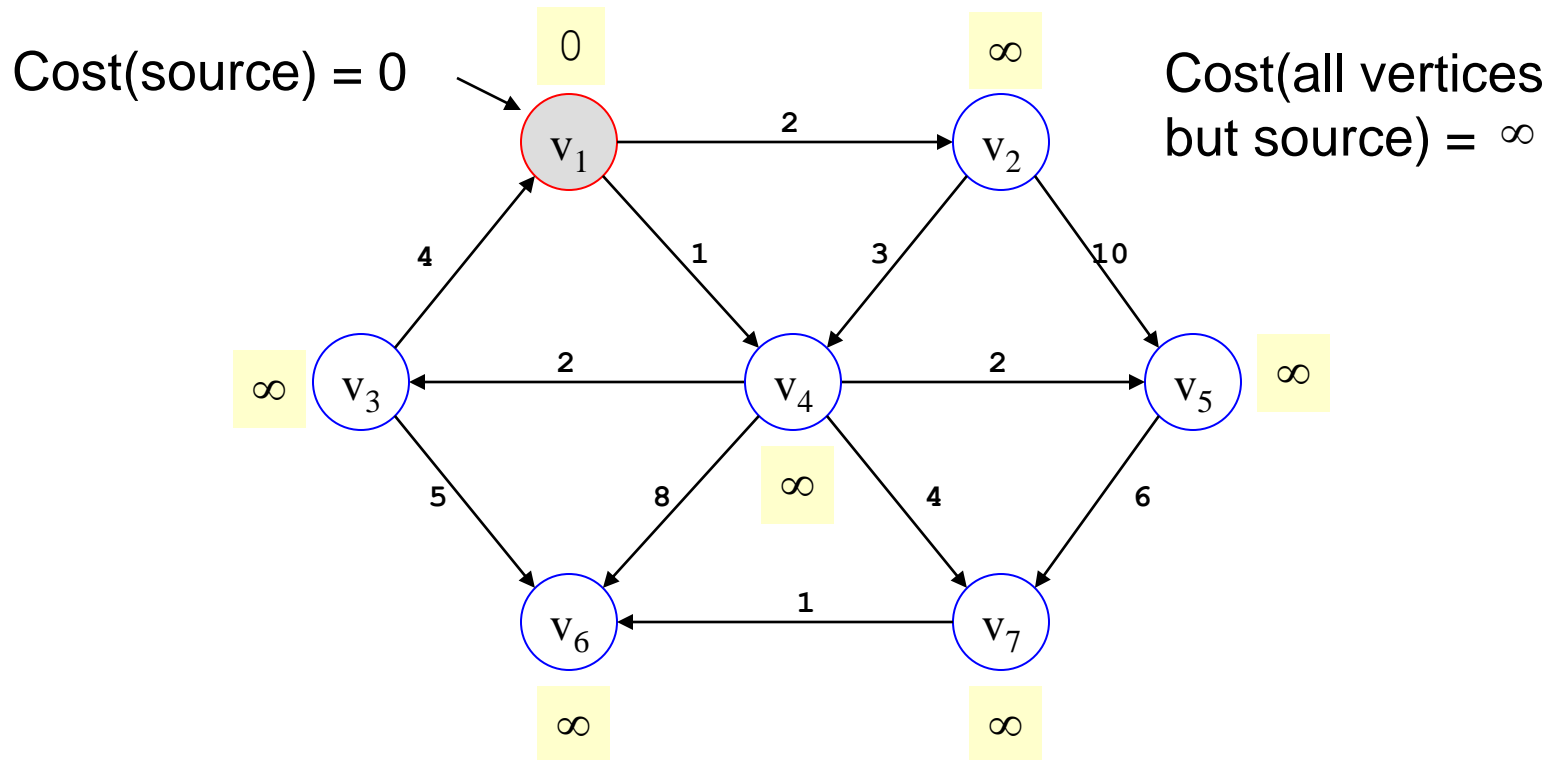 Cost(source) = 0
0
∞
Cost(all vertices
but source) = ∞
v1
2
v2
4
1
3
10
∞
v3
2
v4
2
v5
∞
∞
5
8
4
6
v6
1
v7
∞
∞